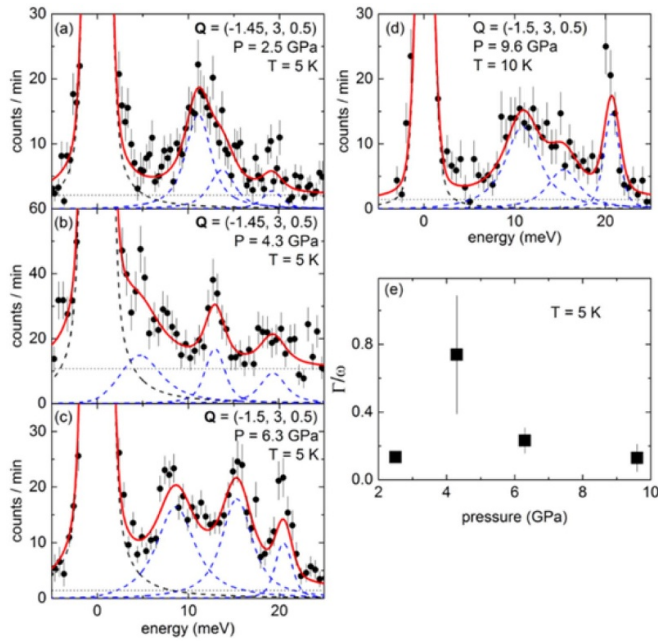 (a)
Q = (-1.45, 3, 0.5)
P = 2.5 GPa
T = 5 K
counts / min
30
20
10
60
(b)
Q = (-1.45, 3, 0.5)
P = 4.3 GPa
T = 5 K
counts / min
40
20
0
(c)
Q = (-1.5, 3, 0.5)
P = 6.3 GPa
T = 5 K
counts / min
30
20
10
0
0 10 20
energy (meV)
(d)
Q = (-1.5, 3, 0.5)
P = 9.6 GPa
T = 10 K
counts / min
30
20
10
0
0 10 20
energy (meV)
(e)
T = 5 K
Γ/ω
0.8
0.4
0.0
2 4 6 8 10
pressure (GPa)